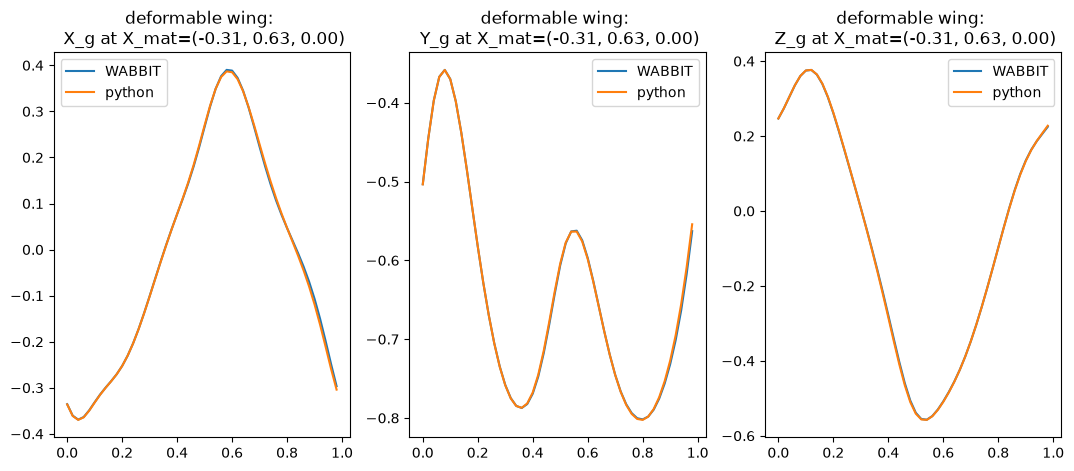 deformable wing:
X_g at X_mat=(-0.31, 0.63, 0.00)
WABBIT
python
0.4
0.3
0.2
0.1
0.0
−0.1
−0.2
−0.3
−0.4
0.0 0.2 0.4 0.6 0.8 1.0
deformable wing:
Y_g at X_mat=(-0.31, 0.63, 0.00)
WABBIT
python
−0.4
−0.5
−0.6
−0.7
−0.8
0.0 0.2 0.4 0.6 0.8 1.0
deformable wing:
Z_g at X_mat=(-0.31, 0.63, 0.00)
WABBIT
python
0.4
0.2
0.0
−0.2
−0.4
−0.6
0.0 0.2 0.4 0.6 0.8 1.0